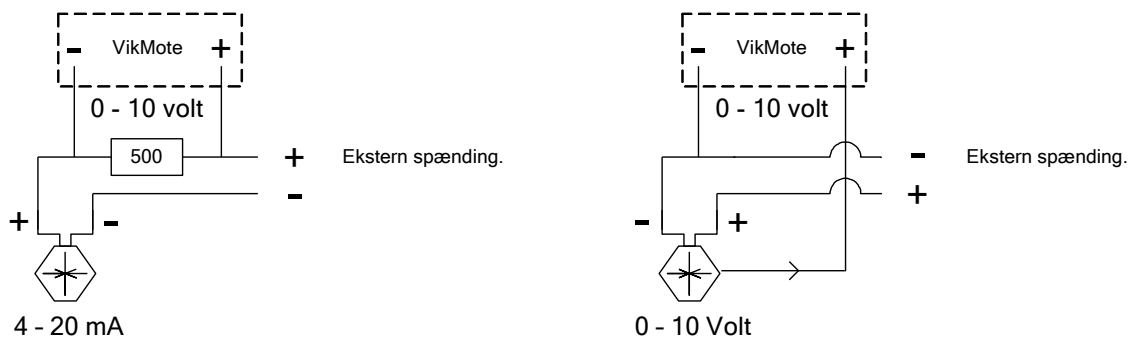 - VikMote +
0 - 10 volt
500
+ Ekstern spænding.
-
+ -
4 - 20 mA
- VikMote +
0 - 10 volt
- Ekstern spænding.
+
- +
0 - 10 Volt